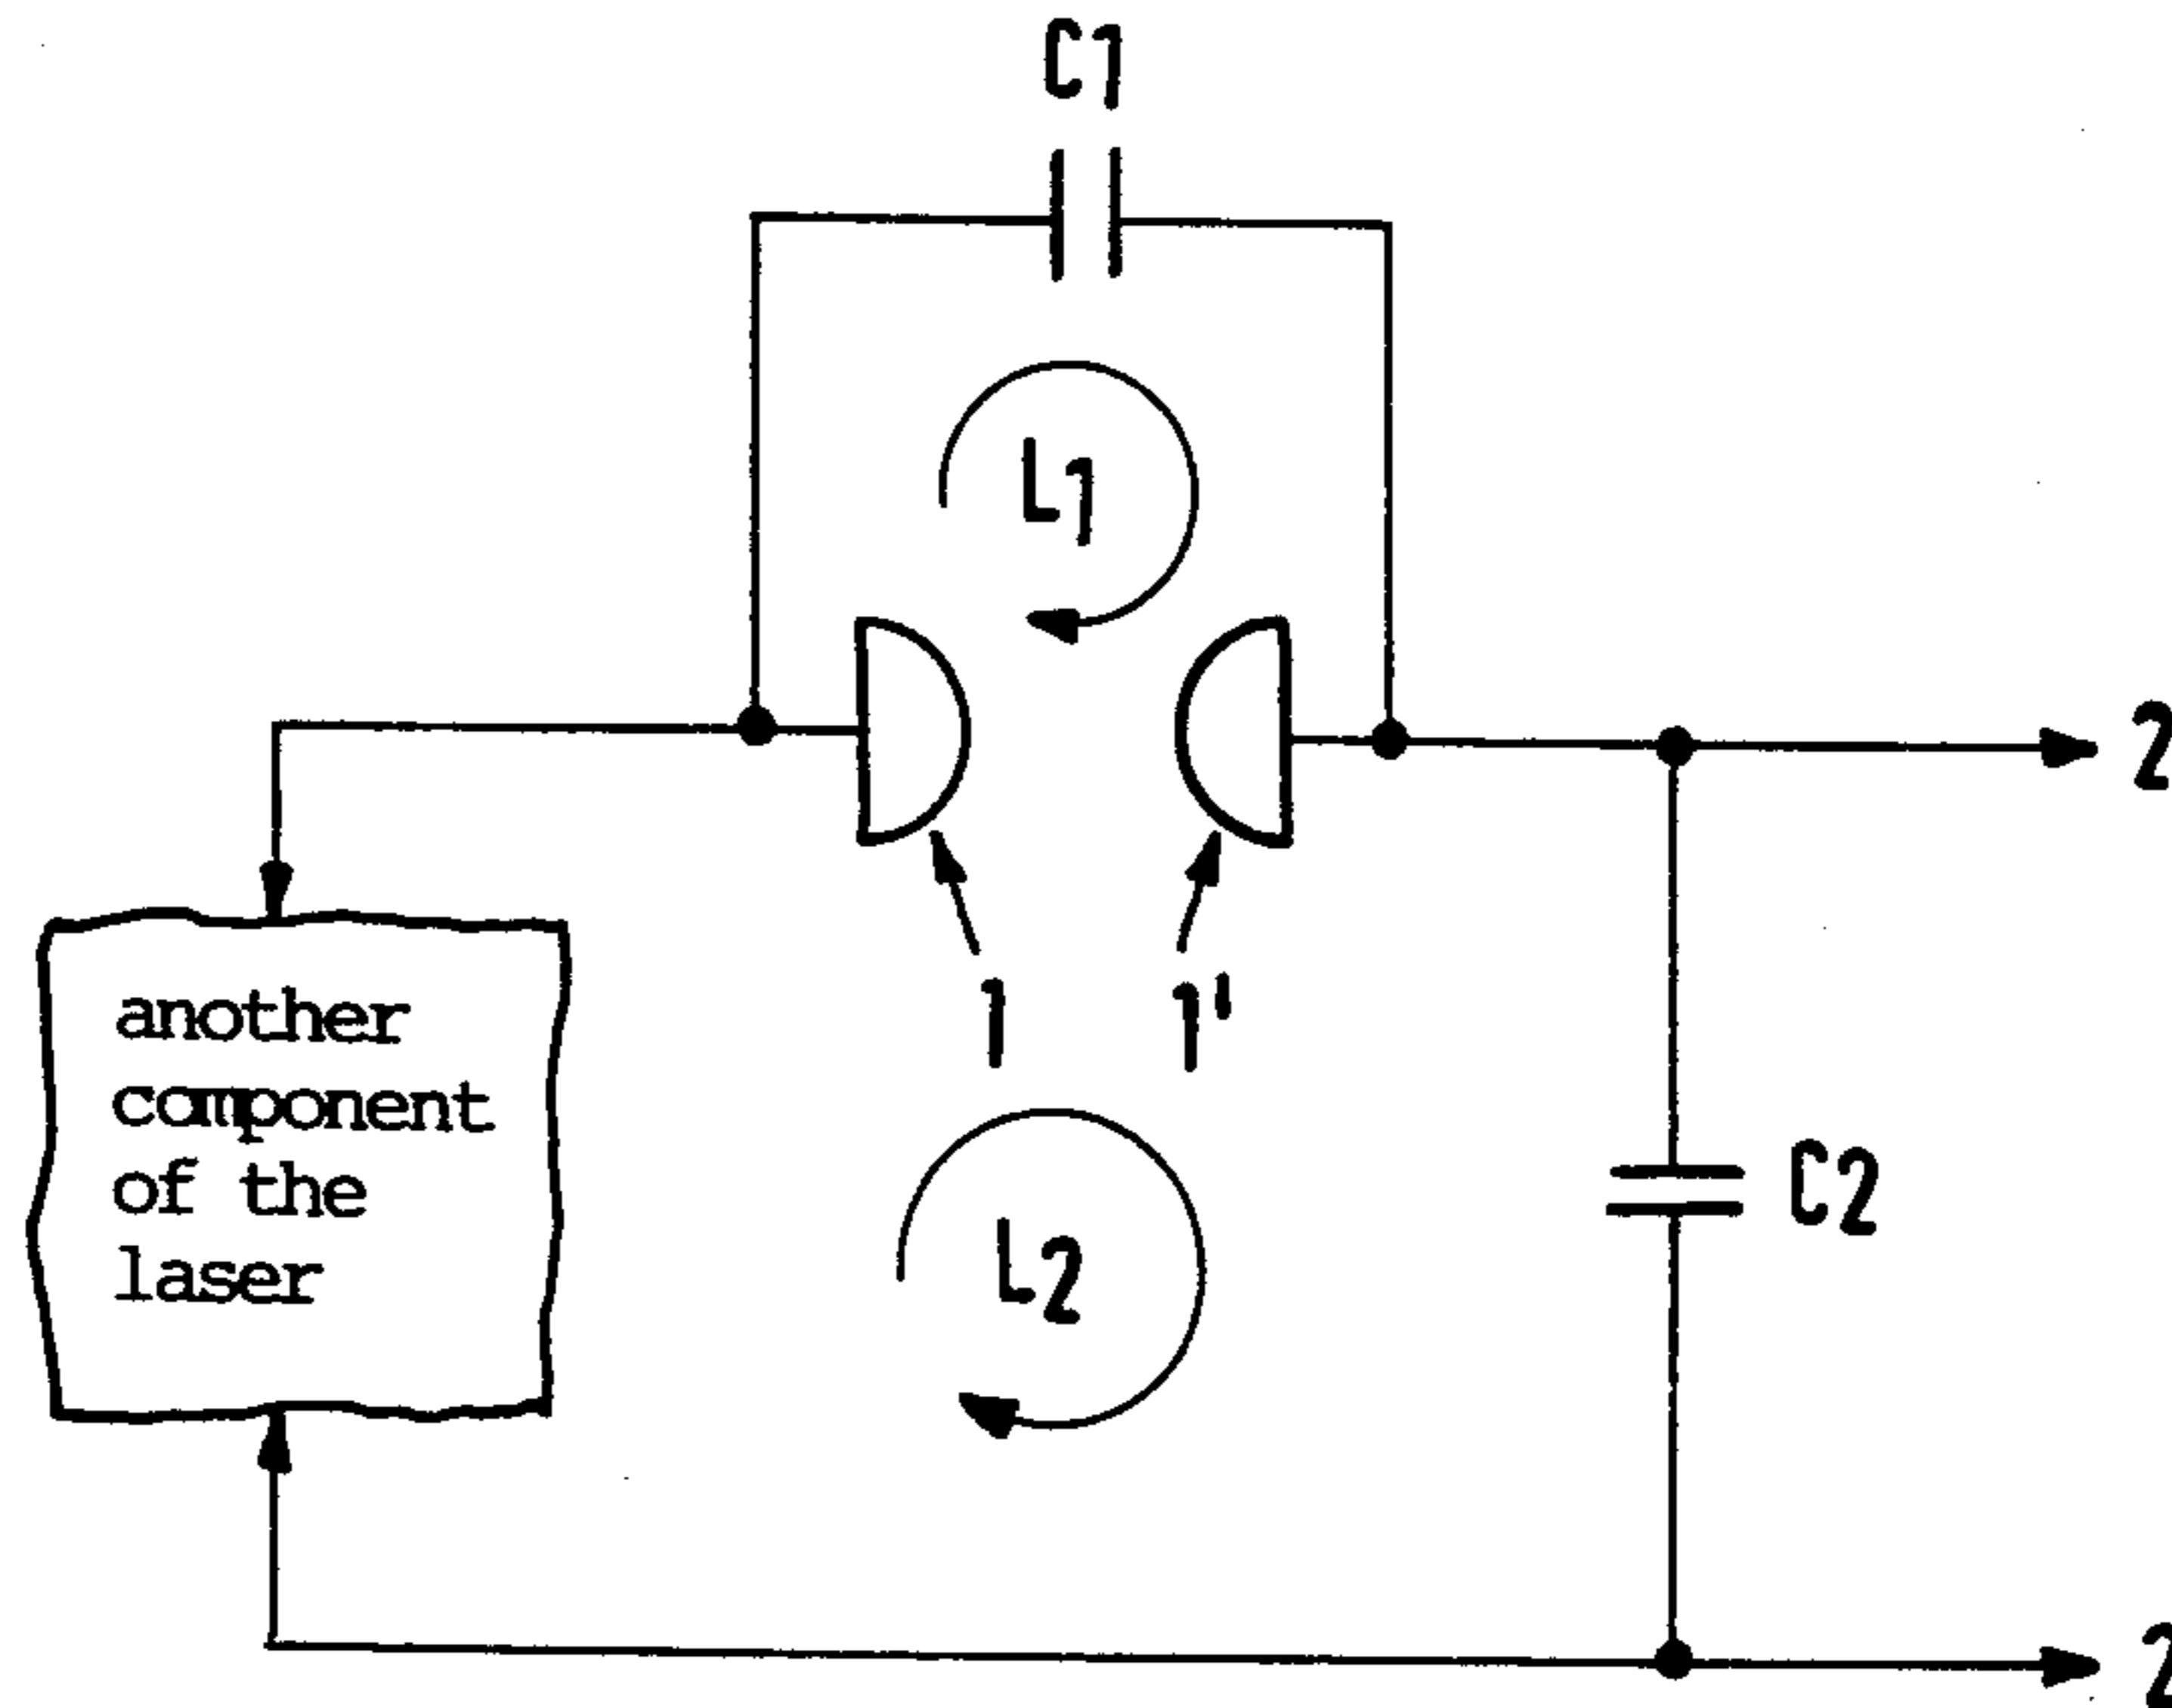 C1
L1
2
1
1'
another
component
of the
laser
C2
L2
2